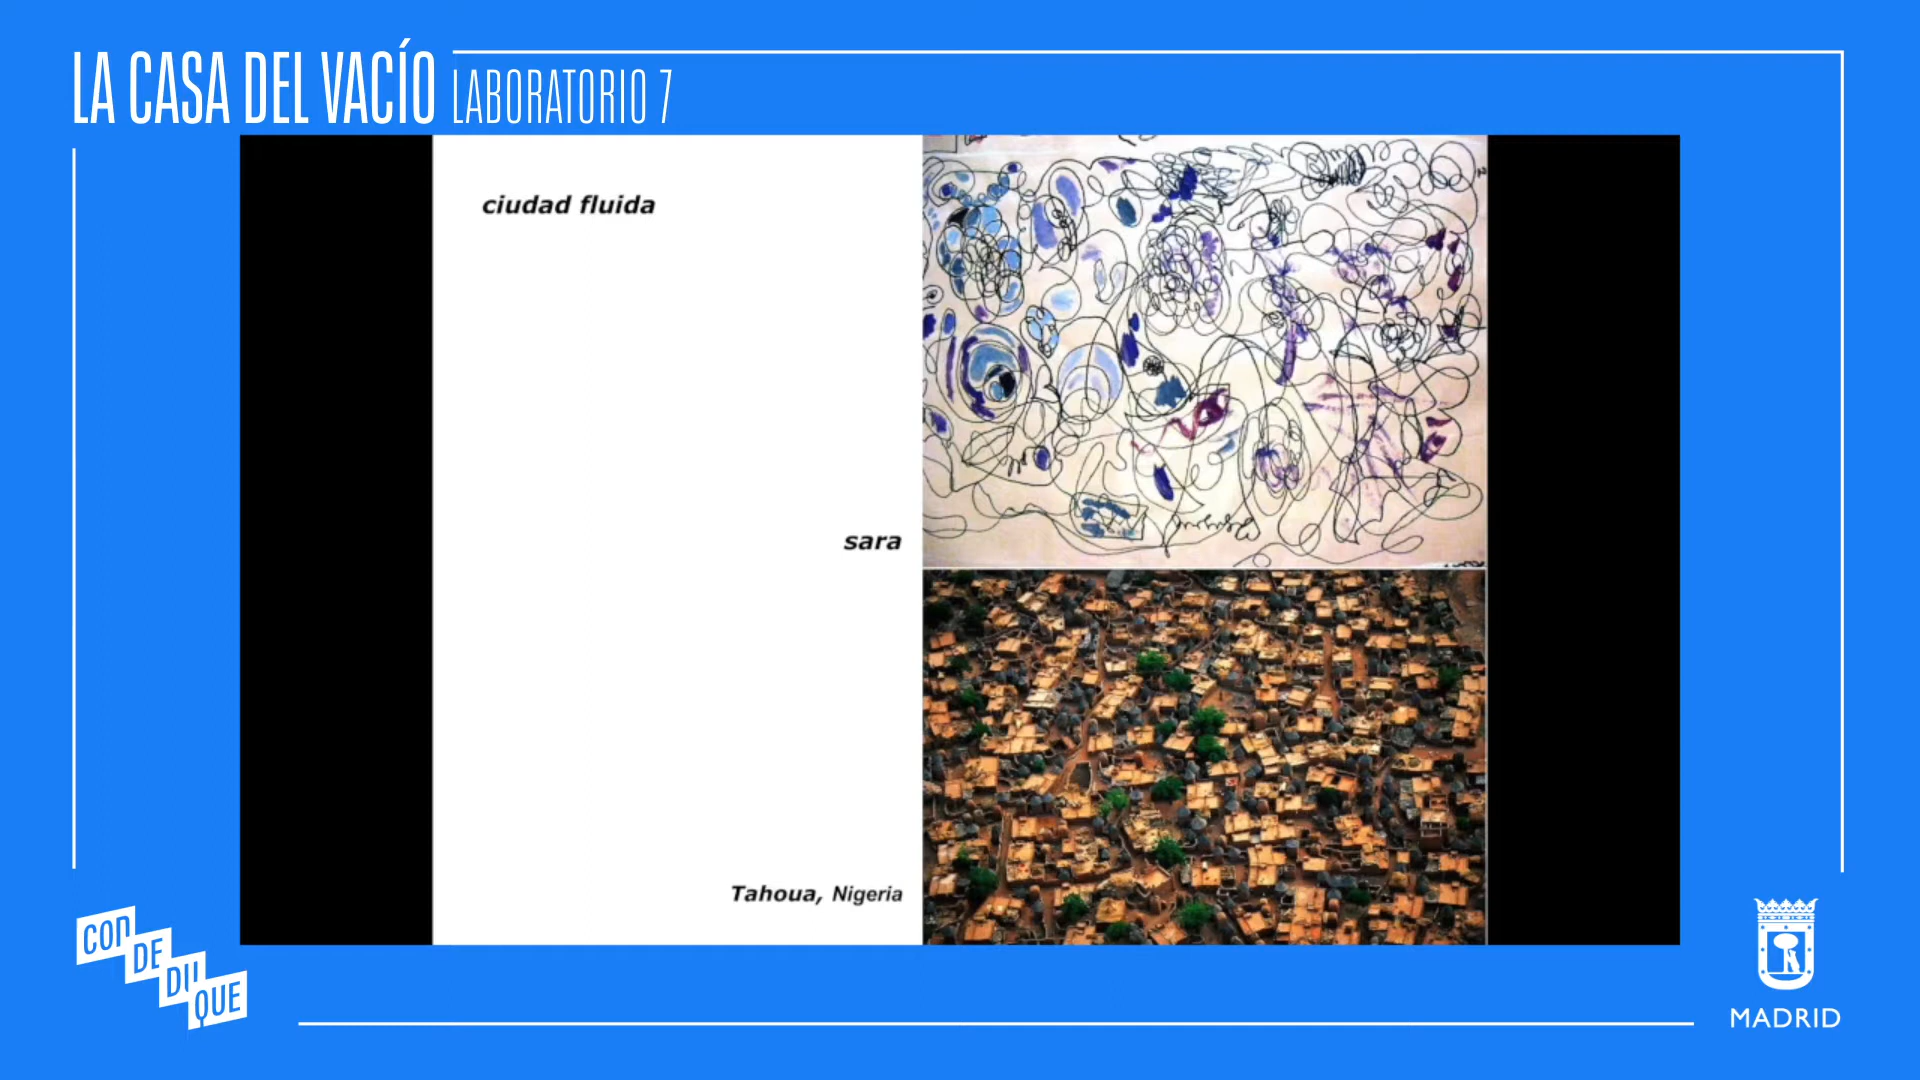 LA CASA DEL VACÍO LABORATORIO 7
ciudad fluida
sara
Tahoua, Nigeria
CON
DE
DU
QUE
MADRID